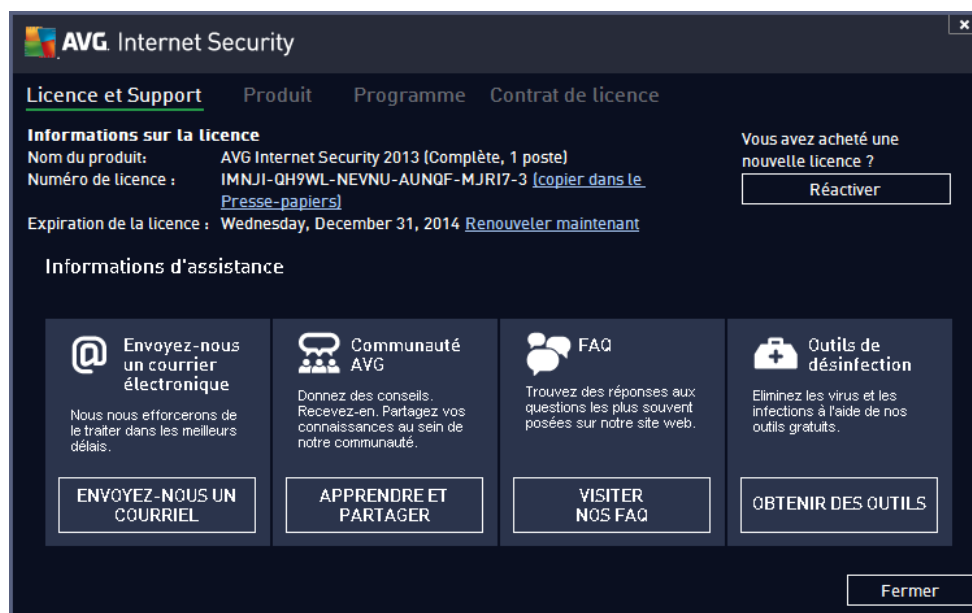 AVG. Internet Security
Licence et Support Produit Programme Contrat de licence
Informations sur la licence
Nom du produit: AVG Internet Security 2013 (Complète, 1 poste)
Numéro de licence : IMNJI-QH9WL-NEVNU-AUNQF-MJRI7-3 (copier dans le
Presse-papiers)
Expiration de la licence : Wednesday, December 31, 2014 Renouveler maintenant
Vous avez acheté une
nouvelle licence ?
Réactiver
Informations d'assistance
Envoyez-nous
un courrier
électronique
Nous nous efforcerons de
le traiter dans les meilleurs
délais.
ENVOYEZ-NOUS UN
COURRIEL
Communauté
AVG
Donnez des conseils.
Recevez-en. Partagez vos
connaissances au sein de
notre communauté.
APPRENDRE ET
PARTAGER
FAQ
Trouvez des réponses aux
questions les plus souvent
posées sur notre site web.
VISITER
NOS FAQ
Outils de
désinfection
Eliminez les virus et les
infections à l'aide de nos
outils gratuits.
OBTENIR DES OUTILS
Fermer